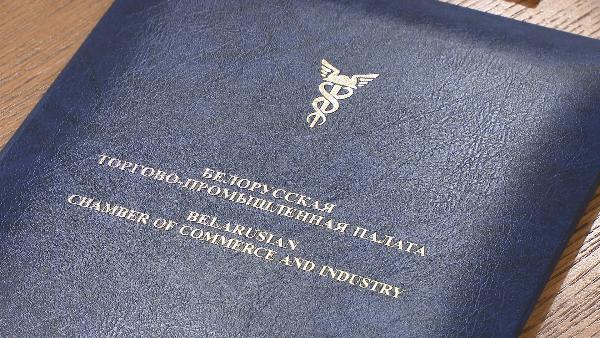 БЕЛОРУССКАЯ
ТОРГОВО-ПРОМЫШЛЕННАЯ ПАЛАТА
BELARUSIAN
CHAMBER OF COMMERCE AND INDUSTRY